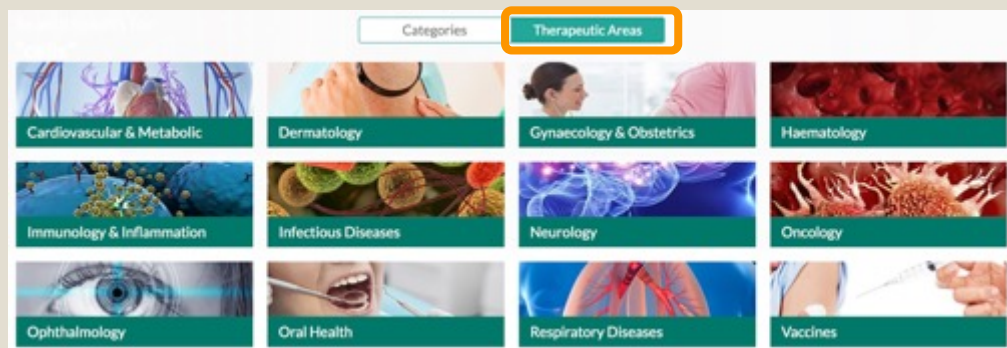 Categories
Therapeutic Areas
Cardiovascular & Metabolic
Dermatology
Gynaecology & Obstetrics
Haematology
Immunology & Inflammation
Infectious Diseases
Neurology
Oncology
Ophthalmology
Oral Health
Respiratory Diseases
Vaccines